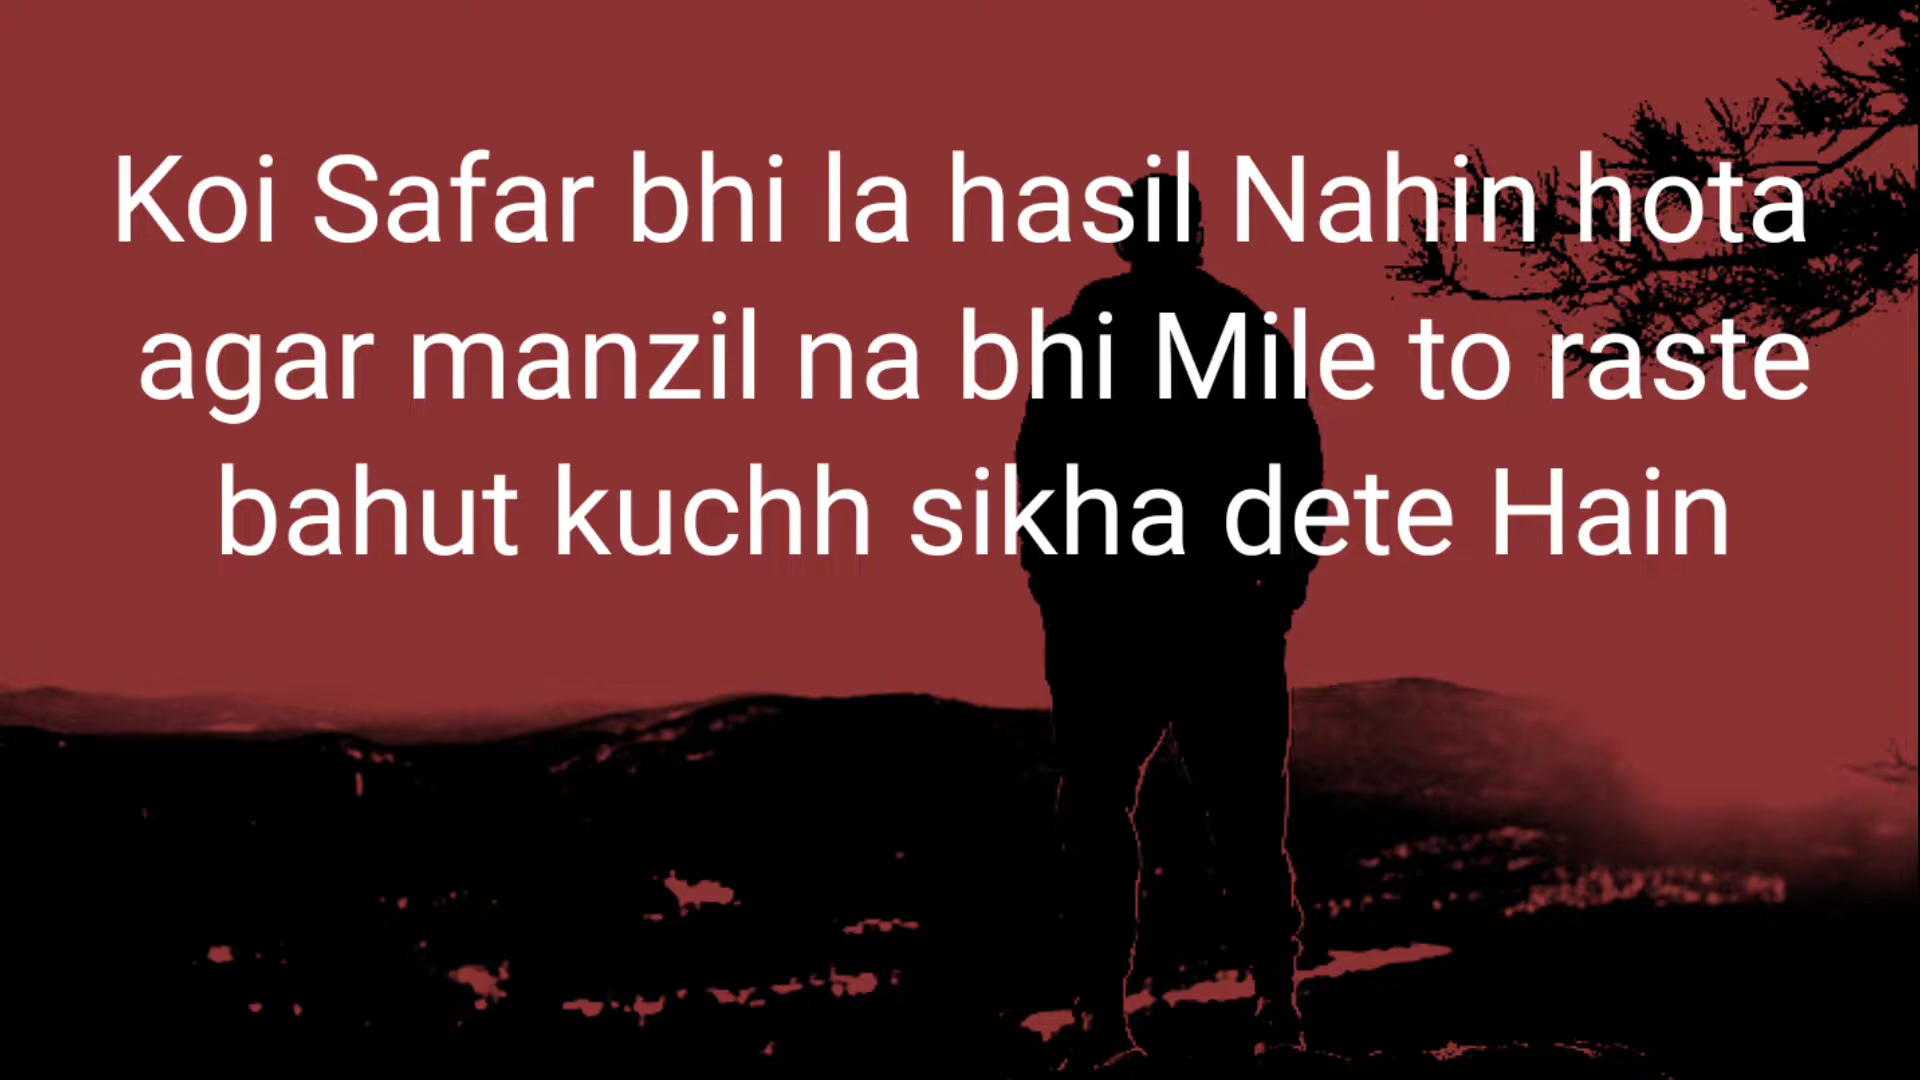 Koi Safar bhi la hasil Nahin hota
agar manzil na bhi Mile to raste
bahut kuchh sikha dete Hain